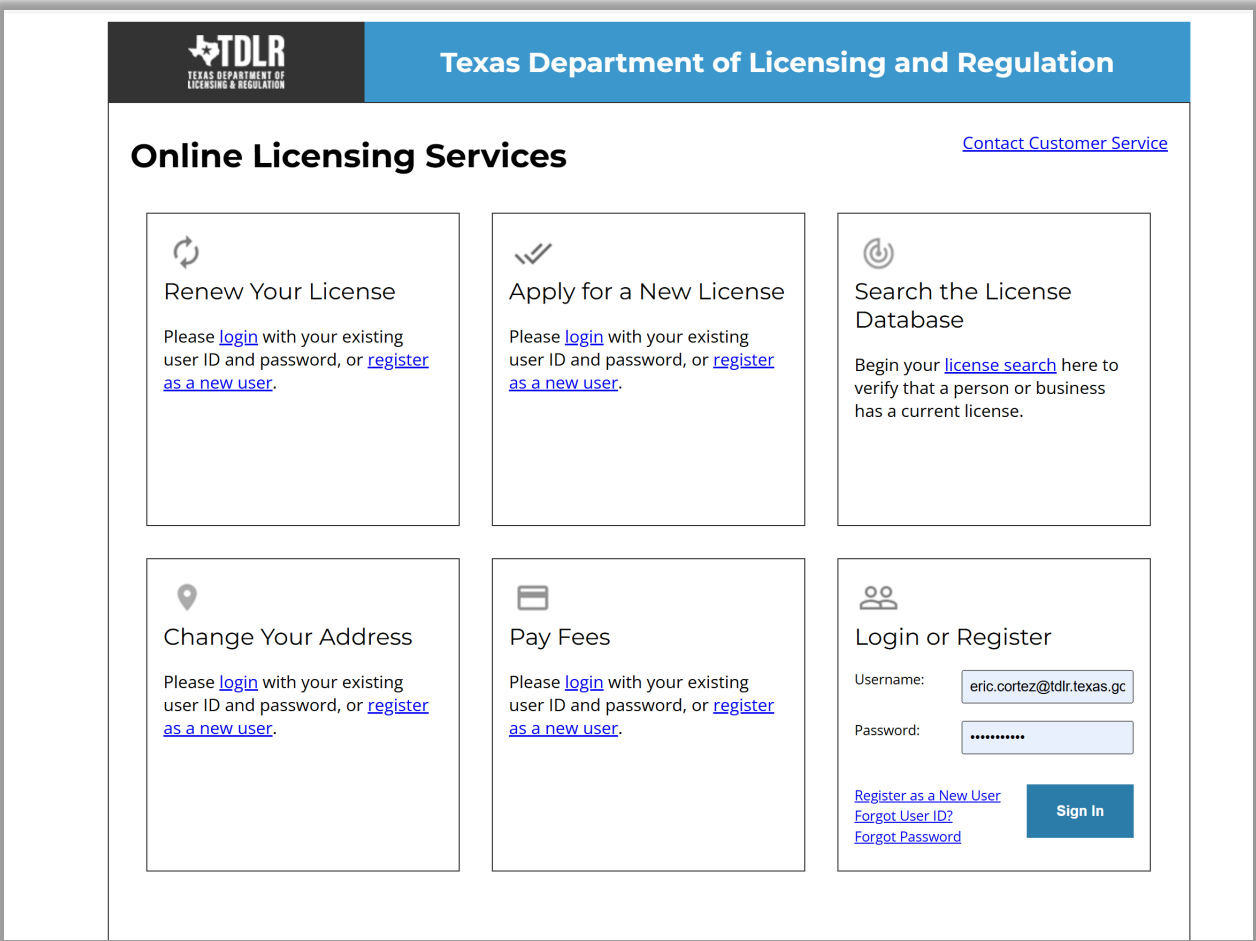 TDLR
TEXAS DEPARTMENT OF
LICENSING & REGULATION
Texas Department of Licensing and Regulation
Online Licensing Services
Contact Customer Service
Renew Your License
Please login with your existing
user ID and password, or register
as a new user.
Apply for a New License
Please login with your existing
user ID and password, or register
as a new user.
Search the License
Database
Begin your license search here to
verify that a person or business
has a current license.
Change Your Address
Please login with your existing
user ID and password, or register
as a new user.
Pay Fees
Please login with your existing
user ID and password, or register
as a new user.
Login or Register
Username:
eric.cortez@tdlr.texas.gc
Password:
•••••••••••
Register as a New User
Forgot User ID?
Forgot Password
Sign In